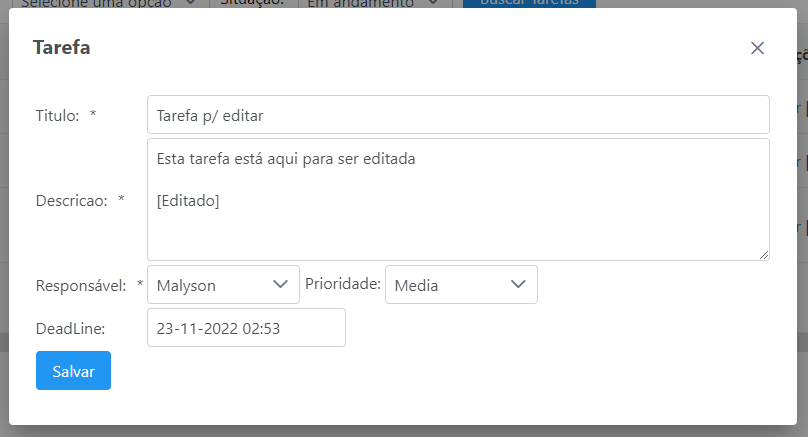 Selecione uma opção Situação: Em andamento Buscar Tarefas
Tarefa
Titulo: * Tarefa p/ editar
Esta tarefa está aqui para ser editada
Descricao: * [Editado]
Responsável: * Malyson Prioridade: Media
DeadLine: 23-11-2022 02:53
Salvar